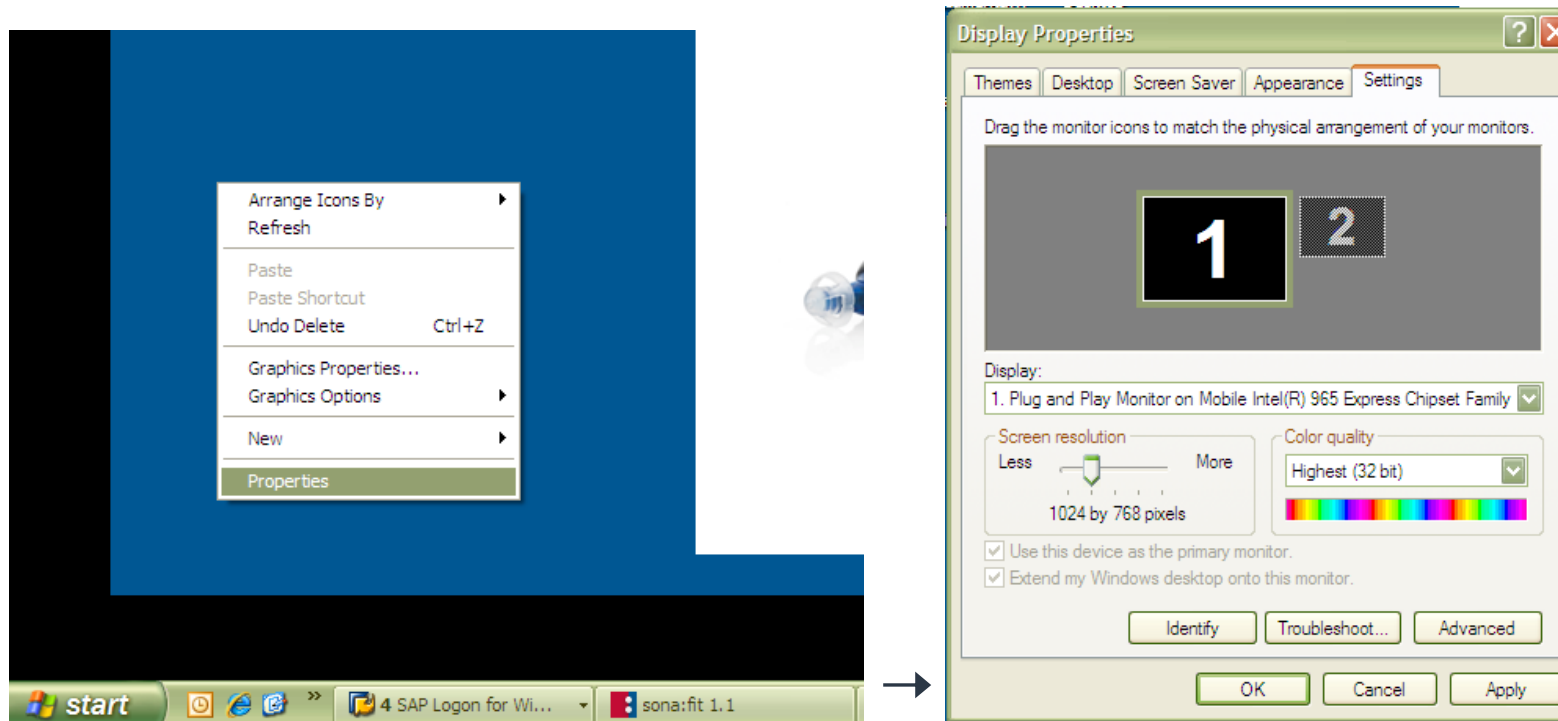 Arrange Icons By
Refresh
Paste
Paste Shortcut
Undo Delete Ctrl+Z
Graphics Properties...
Graphics Options
New
Properties
start
4 SAP Logon for Wi...
sona:fit 1.1
Display Properties
Themes Desktop Screen Saver Appearance Settings
Drag the monitor icons to match the physical arrangement of your monitors.
1 2
Display:
1. Plug and Play Monitor on Mobile Intel(R) 965 Express Chipset Family
Screen resolution
Less More
1024 by 768 pixels
Color quality
Highest (32 bit)
Use this device as the primary monitor.
Extend my Windows desktop onto this monitor.
Identify Troubleshoot... Advanced
OK Cancel Apply